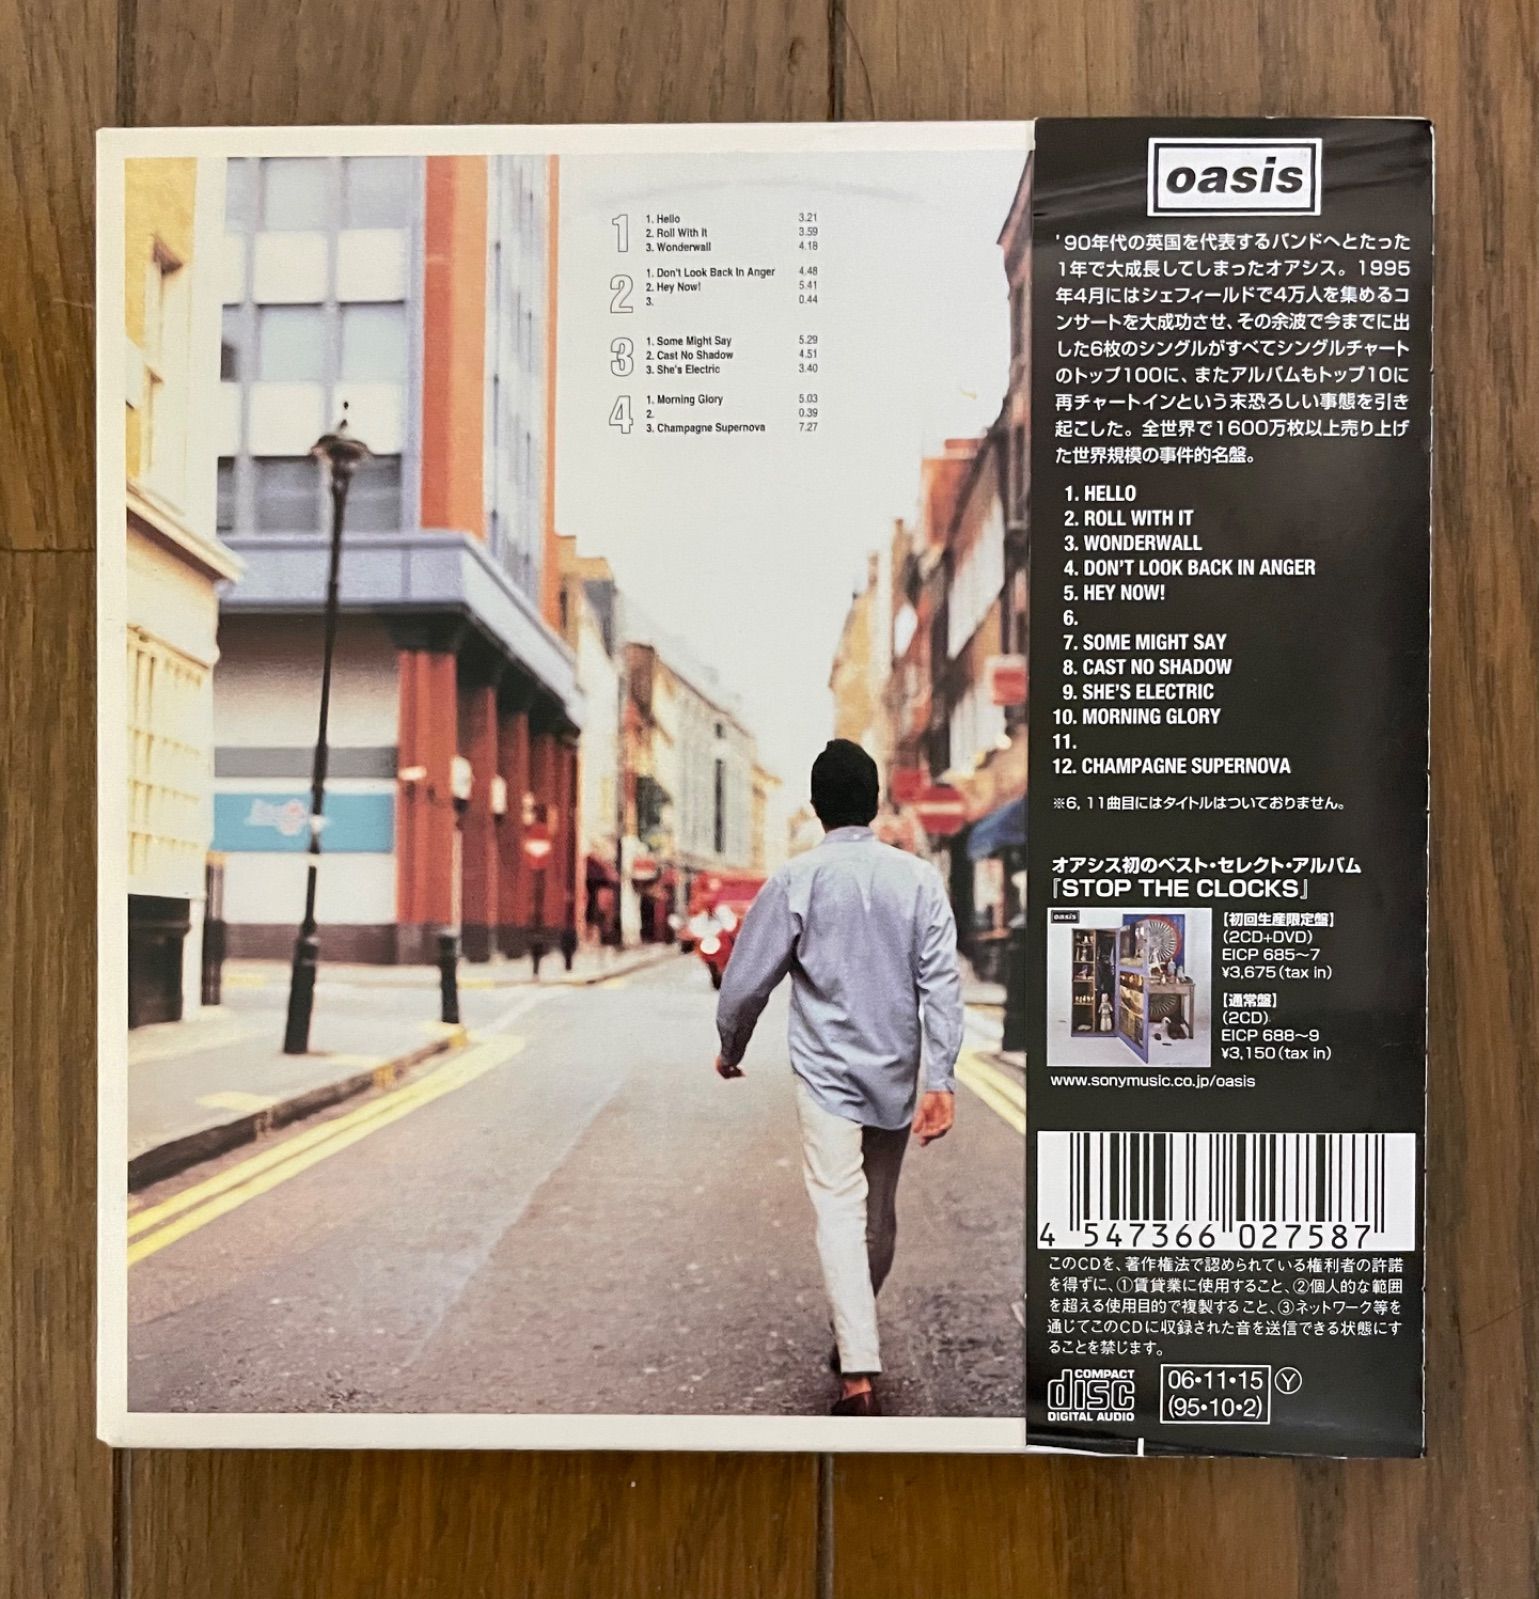 1
1. Hello 3.21
2. Roll With It 3.59
3. Wonderwall 4.18
2
1. Don't Look Back In Anger 4.48
2. Hey Now! 5.41
3. 0.44
3
1. Some Might Say 5.29
2. Cast No Shadow 4.51
3. She's Electric 3.40
4
1. Morning Glory 5.03
2. 0.39
3. Champagne Supernova 7.27
oasis
'90年代の英国を代表するバンドへとたった
1年で大成長してしまったオアシス。1995
年4月にはシェフィールドで4万人を集めるコ
ンサートを大成功させ、その余波で今までに出
した6枚のシングルがすべてシングルチャート
のトップ100に、またアルバムもトップ10に
再チャートインという末恐ろしい事態を引き
起こした。全世界で1600万枚以上売り上げ
た世界規模の事件的名盤。
1. HELLO
2. ROLL WITH IT
3. WONDERWALL
4. DON'T LOOK BACK IN ANGER
5. HEY NOW!
6.
7. SOME MIGHT SAY
8. CAST NO SHADOW
9. SHE'S ELECTRIC
10. MORNING GLORY
11.
12. CHAMPAGNE SUPERNOVA
※6, 11曲目にはタイトルはついておりません。
オアシス初のベスト・セレクト・アルバム
『STOP THE CLOCKS』
oasis
【初回生産限定盤】
(2CD+DVD)
EICP 685〜7
¥3,675(tax in)
【通常盤】
(2CD)
EICP 688〜9
¥3,150(tax in)
www.sonymusic.co.jp/oasis
4 547366 027587
このCDを、著作権法で認められている権利者の許諾
を得ずに、①賃貸業に使用すること、②個人的な範囲
を超える使用目的で複製すること、③ネットワーク等を
通じてこのCDに収録された音を送信できる状態にす
ることを禁じます。
COMPACT
disc
DIGITAL AUDIO
06•11•15 Ⓨ
(95•10•2)